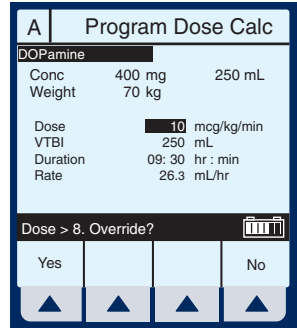 A Program Dose Calc
DOPamine
Conc 400 mg 250 mL
Weight 70 kg
Dose 10 mcg/kg/min
VTBI 250 mL
Duration 09: 30 hr : min
Rate 26.3 mL/hr
Dose > 8. Override?
Yes No